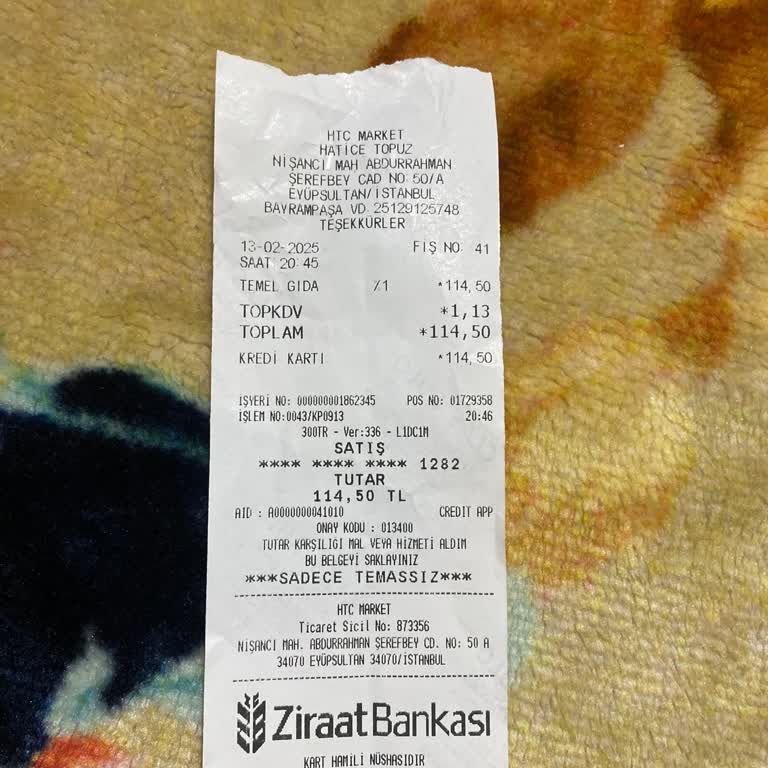 HTC MARKET
HATİCE TOPUZ
NİŞANCI MAH ABDURRAHMAN
ŞEREFBEY CAD NO: 50/A
EYÜPSULTAN/İSTANBUL
BAYRAMPAŞA VD 25129125748
TEŞEKKÜRLER
13-02-2025 FİŞ NO: 41
SAAT 20:45
TEMEL GIDA %1 *114,50
TOPKDV *1,13
TOPLAM *114,50
KREDİ KARTI *114,50
İŞYERİ NO: 000000001862345 POS NO: 01729358
İŞLEM NO:0043/KP0913 20:46
300TR - Ver:336 - L1DC1M
SATIŞ
**** **** **** 1282
TUTAR
114,50 TL
AID : A0000000041010 CREDIT APP
ONAY KODU : 013400
TUTAR KARŞILIGI MAL VEYA HİZMETİ ALDIM
BU BELGEYİ SAKLAYINIZ
***SADECE TEMASSIZ***
HTC MARKET
Ticaret Sicil No: 873356
NİŞANCI MAH. ABDURRAHMAN ŞEREFBEY CD. NO: 50 A
34070 EYÜPSULTAN 34070/İSTANBUL
Ziraat Bankası
KART HAMİLİ NÜSHASIDIR